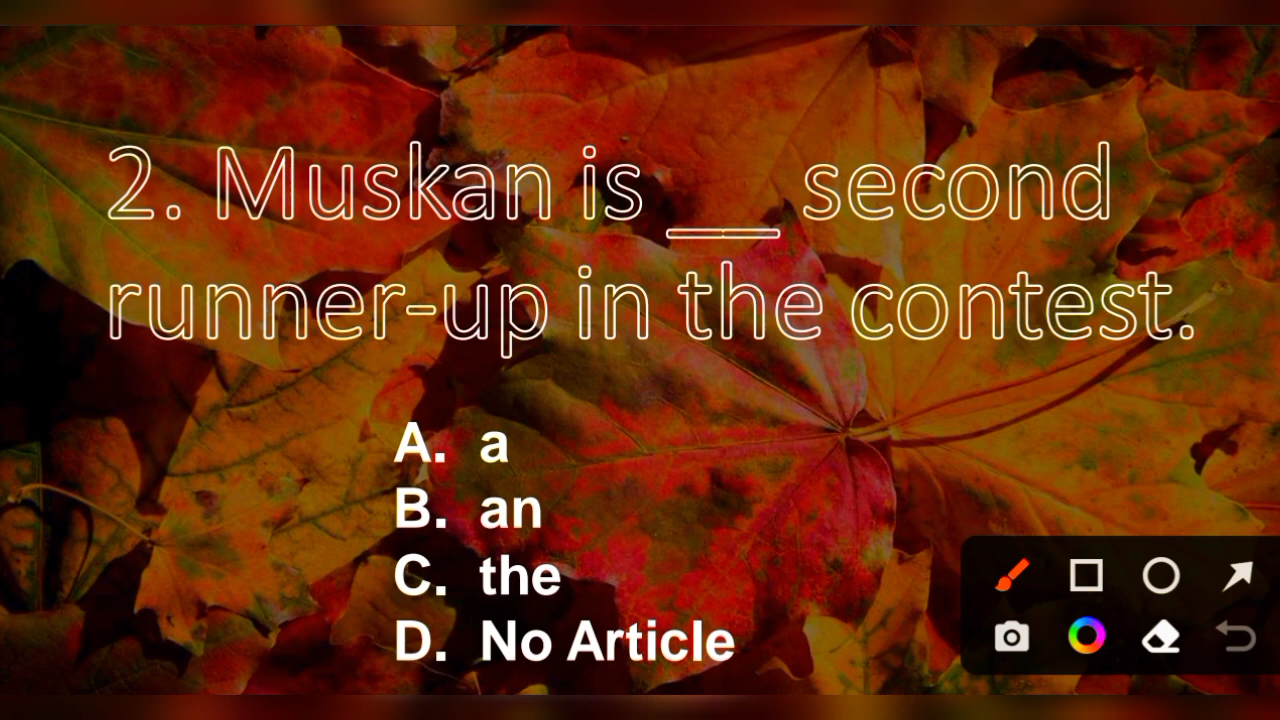 2. Muskan is __ second
runner-up in the contest.
A. a
B. an
C. the
D. No Article